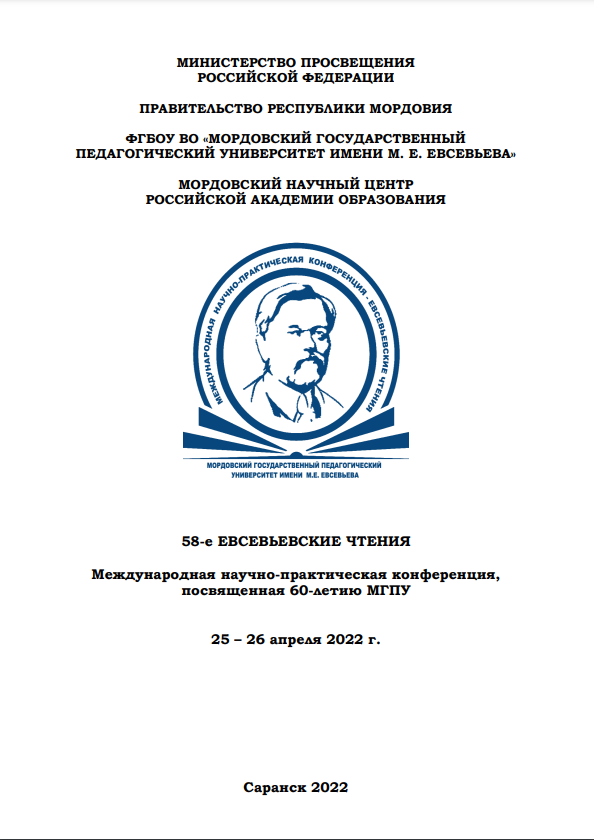 МИНИСТЕРСТВО ПРОСВЕЩЕНИЯ
РОССИЙСКОЙ ФЕДЕРАЦИИ
ПРАВИТЕЛЬСТВО РЕСПУБЛИКИ МОРДОВИЯ
ФГБОУ ВО «МОРДОВСКИЙ ГОСУДАРСТВЕННЫЙ
ПЕДАГОГИЧЕСКИЙ УНИВЕРСИТЕТ ИМЕНИ М. Е. ЕВСЕВЬЕВА»
МОРДОВСКИЙ НАУЧНЫЙ ЦЕНТР
РОССИЙСКОЙ АКАДЕМИИ ОБРАЗОВАНИЯ
МЕЖДУНАРОДНАЯ НАУЧНО-ПРАКТИЧЕСКАЯ КОНФЕРЕНЦИЯ - ЕВСЕВЬЕВСКИЕ ЧТЕНИЯ
МОРДОВСКИЙ ГОСУДАРСТВЕННЫЙ ПЕДАГОГИЧЕСКИЙ
УНИВЕРСИТЕТ ИМЕНИ М.Е. ЕВСЕВЬЕВА
58-е ЕВСЕВЬЕВСКИЕ ЧТЕНИЯ
Международная научно-практическая конференция,
посвященная 60-летию МГПУ
25 – 26 апреля 2022 г.
Саранск 2022